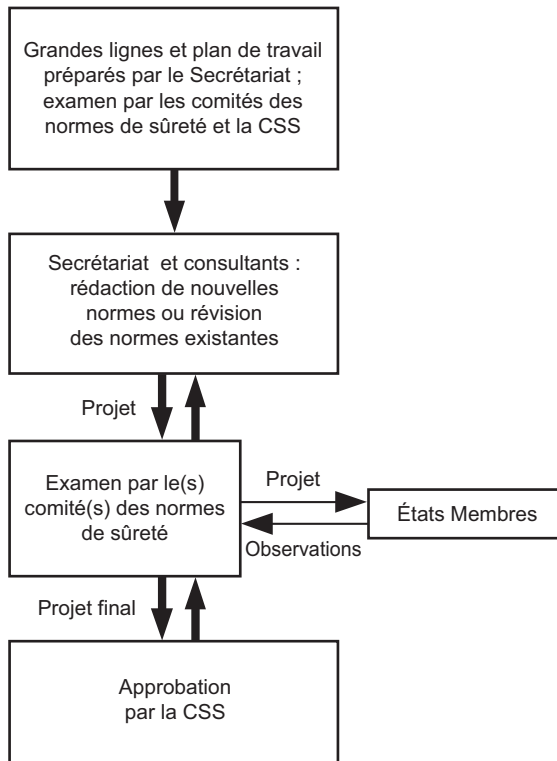 Grandes lignes et plan de travail
préparés par le Secrétariat ;
examen par les comités des
normes de sûreté et la CSS
Secrétariat et consultants :
rédaction de nouvelles
normes ou révision
des normes existantes
Projet
Examen par le(s)
comité(s) des normes
de sûreté
Projet
États Membres
Observations
Projet final
Approbation
par la CSS